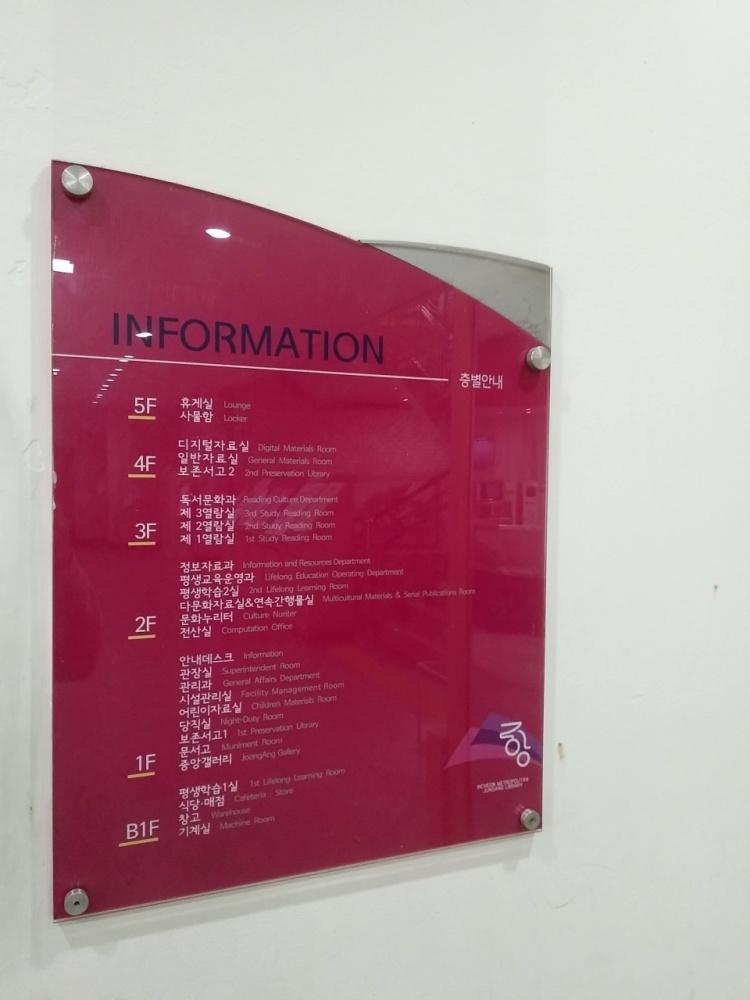 INFORMATION
층별안내
5F
휴게실 Lounge
사물함 Locker
4F
디지털자료실 Digital Materials Room
일반자료실 General Materials Room
보존서고2 2nd Preservation Library
3F
독서문화과 Reading Culture Department
제 3열람실 3rd Study Reading Room
제 2열람실 2nd Study Reading Room
제 1열람실 1st Study Reading Room
2F
정보자료과 Information and Resources Department
평생교육운영과 Lifelong Education Operating Department
평생학습2실 2nd Lifelong Learning Room
다문화자료실&연속간행물실 Multicultural Materials & Serial Publications Room
문화누리터 Culture Nuriter
전산실 Computation Office
1F
안내데스크 Information
관장실 Superintendent Room
관리과 General Affairs Department
시설관리실 Facility Management Room
어린이자료실 Children Materials Room
당직실 Night-Duty Room
보존서고1 1st Preservation Library
문서고 Muniment Room
중앙갤러리 JoongAng Gallery
B1F
평생학습1실 1st Lifelong Learning Room
식당·매점 Cafeteria Store
창고 Warehouse
기계실 Machine Room
INCHEON METROPOLITAN
JUNGANG LIBRARY